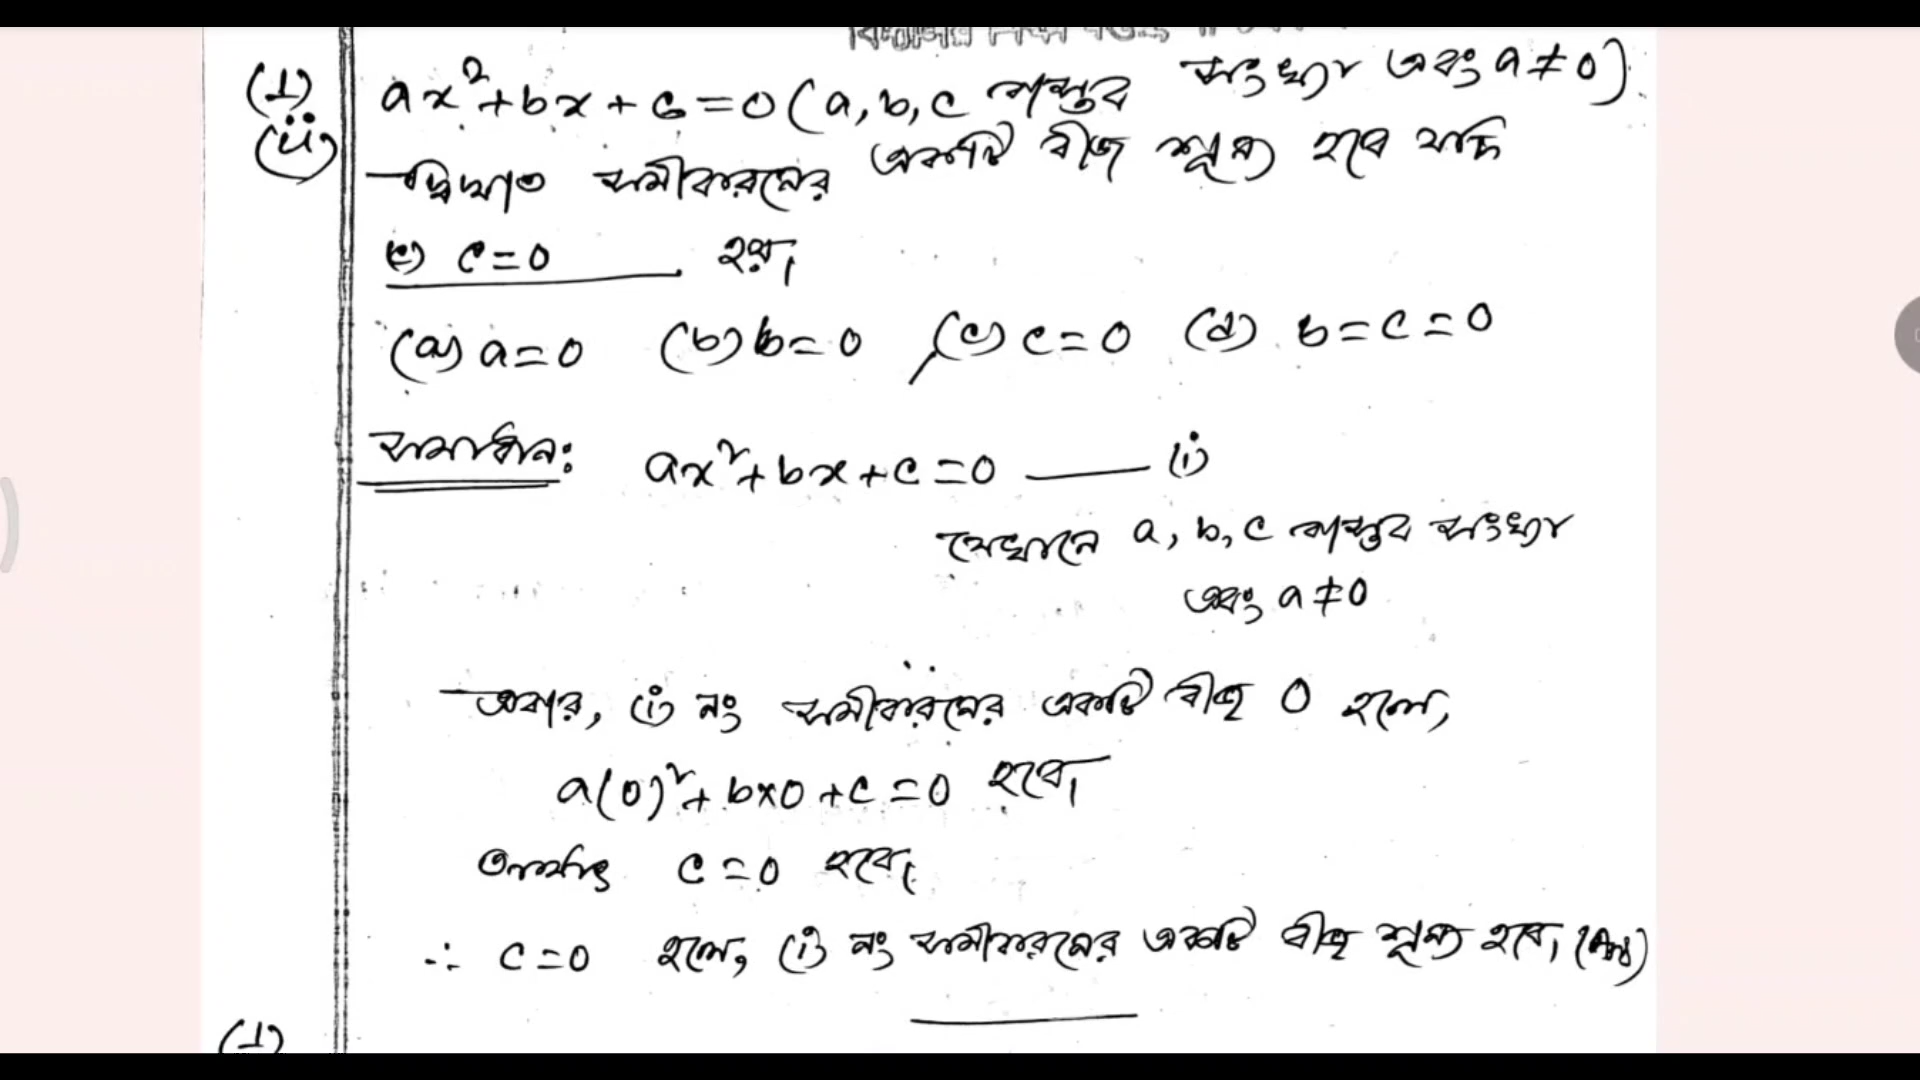 (1) ax²+bx+c=0 (a, b, c বাস্তব সংখ্যা এবং a≠0)
(ii) দ্বিঘাত সমীকরণের একটি বীজ শূন্য হবে যদি
(c) c=0 হয়।
(a) a=0 (b) b=0 (c) c=0 (d) b=c=0
সমাধান: ax²+bx+c=0 —— (i)
যেখানে a, b, c বাস্তব সংখ্যা
এবং a≠0
আবার, (i) নং সমীকরণের একটি বীজ 0 হলে,
a(0)²+b×0+c=0 হবে।
অর্থাৎ c=0 হবে।
∴ c=0 হলে, (i) নং সমীকরণের একটি বীজ শূন্য হবে। (Ans)
(1)